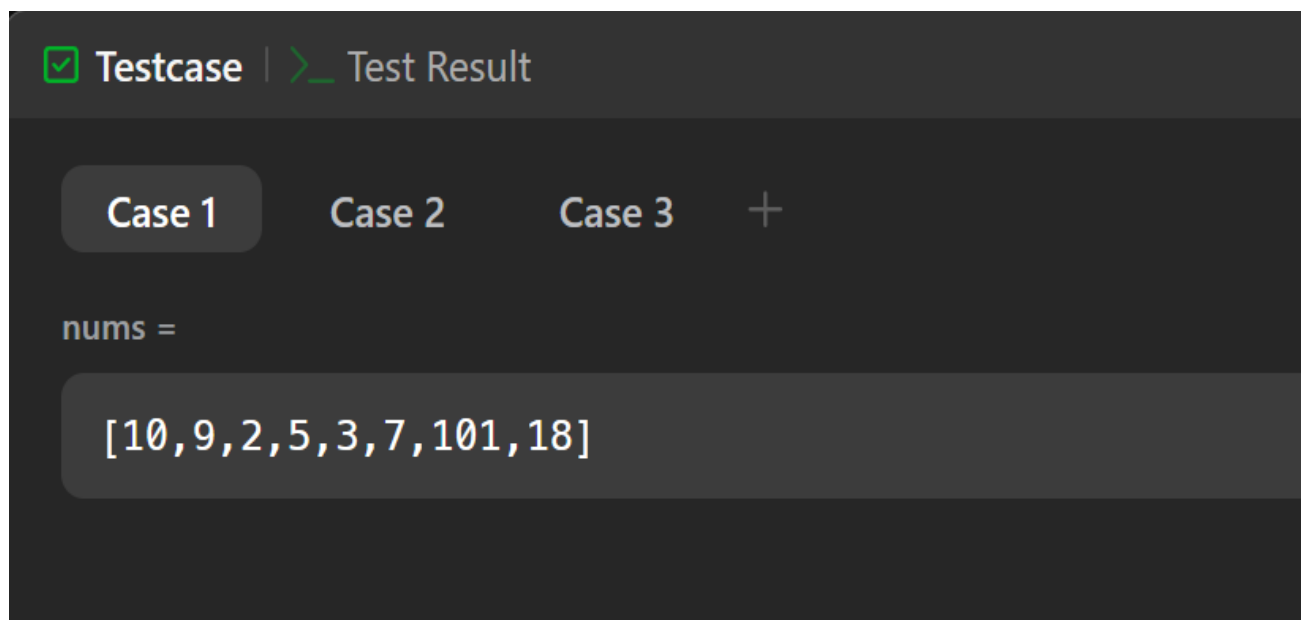 Testcase | >_ Test Result
Case 1 Case 2 Case 3 +
nums =
[10,9,2,5,3,7,101,18]